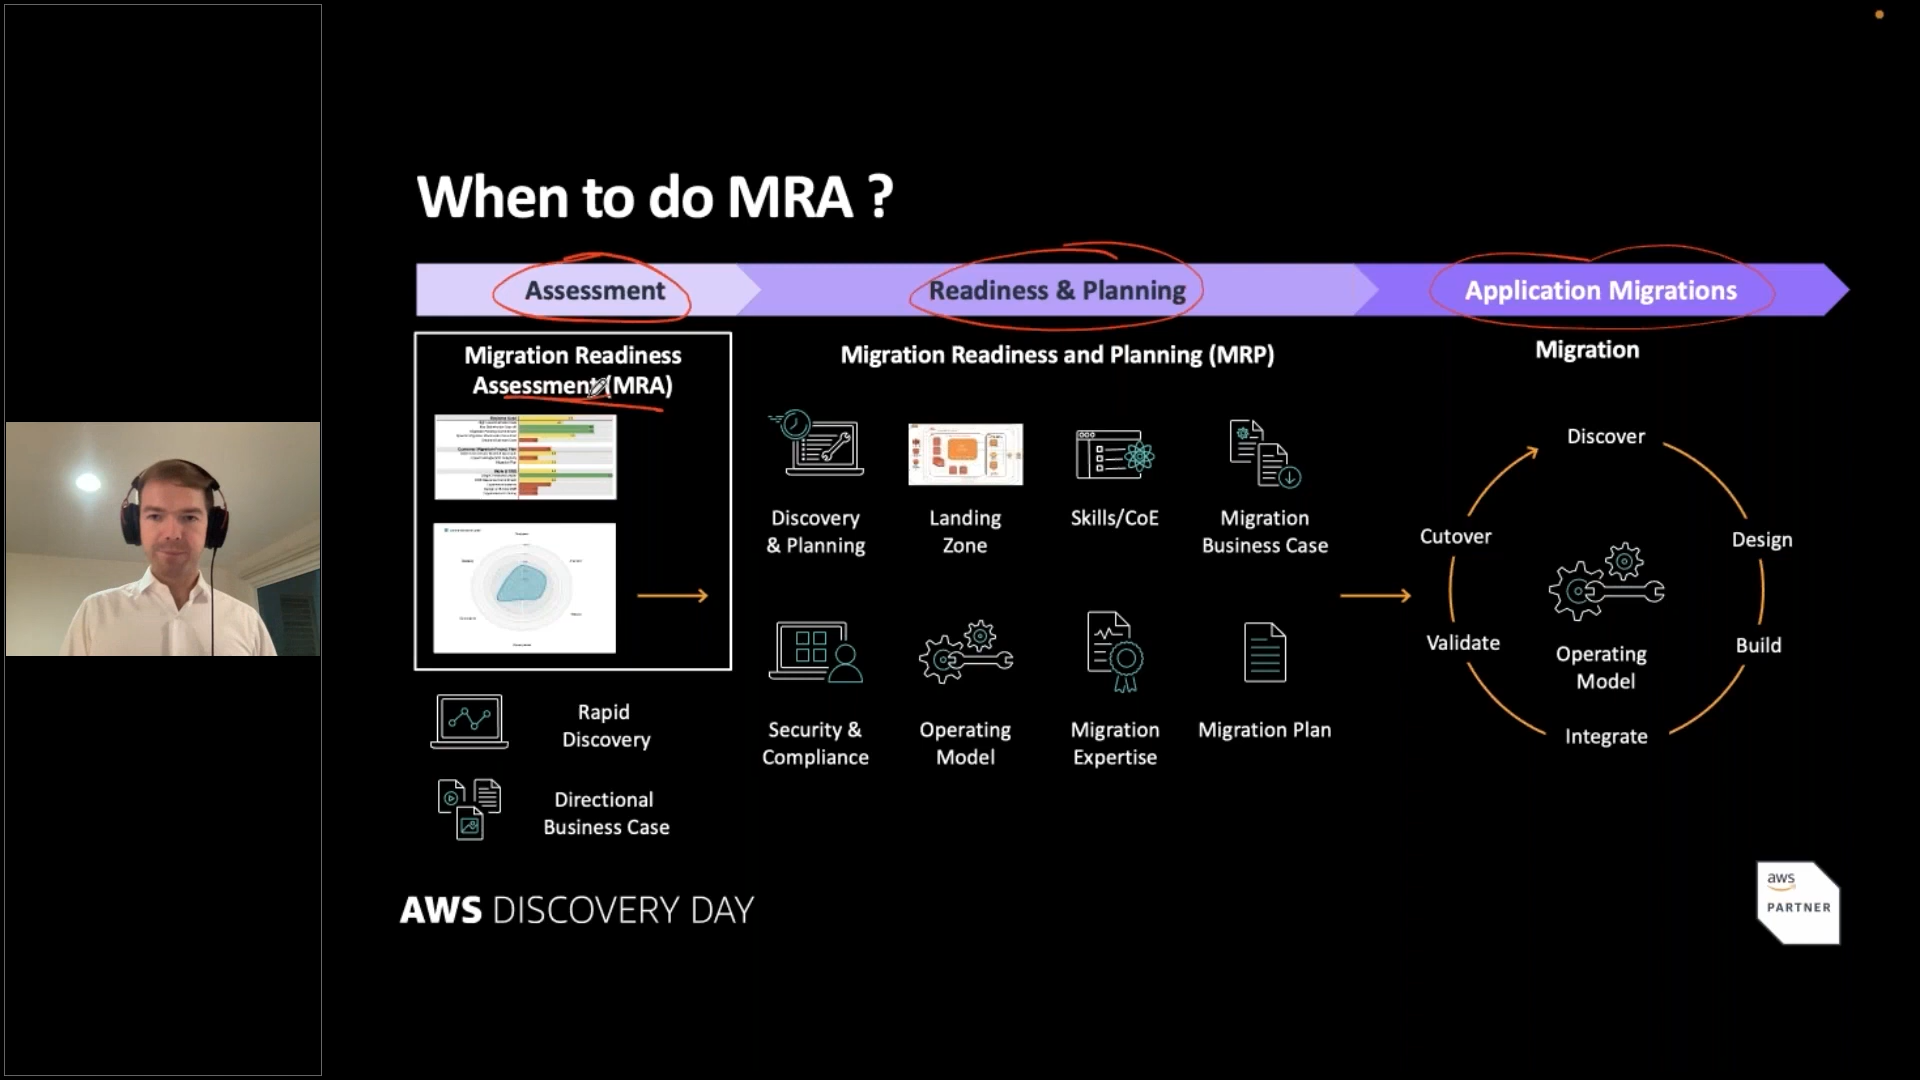 When to do MRA ?
Assessment
Readiness & Planning
Application Migrations
Migration Readiness
Assessment (MRA)
Rapid
Discovery
Directional
Business Case
Migration Readiness and Planning (MRP)
Discovery
& Planning
Landing
Zone
Skills/CoE
Migration
Business Case
Security &
Compliance
Operating
Model
Migration
Expertise
Migration Plan
Migration
Discover
Design
Build
Integrate
Validate
Cutover
Operating
Model
AWS DISCOVERY DAY
aws
PARTNER